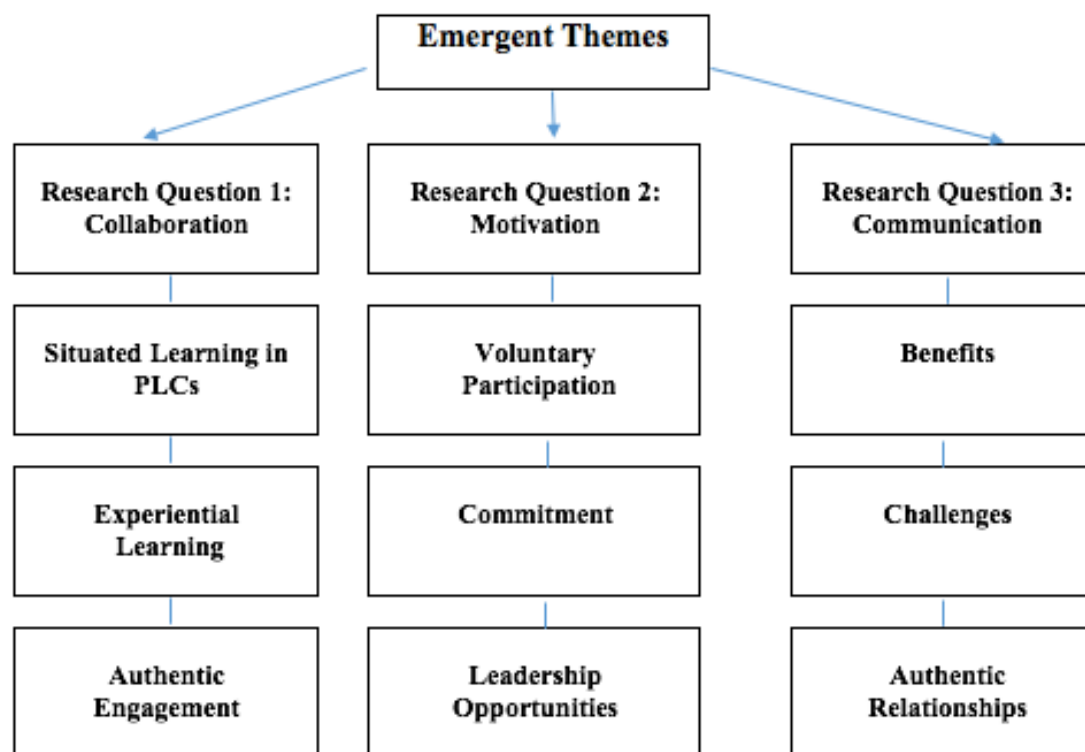 Emergent Themes
Research Question 1:
Collaboration
Research Question 2:
Motivation
Research Question 3:
Communication
Situated Learning in
PLCs
Voluntary
Participation
Benefits
Experiential
Learning
Commitment
Challenges
Authentic
Engagement
Leadership
Opportunities
Authentic
Relationships